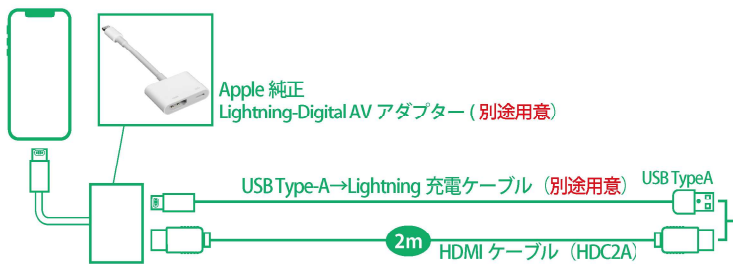 Apple 純正
Lightning-Digital AV アダプター ( 別途用意)
USB Type-A→Lightning 充電ケーブル（別途用意）
USB TypeA
2m
HDMI ケーブル（HDC2A）